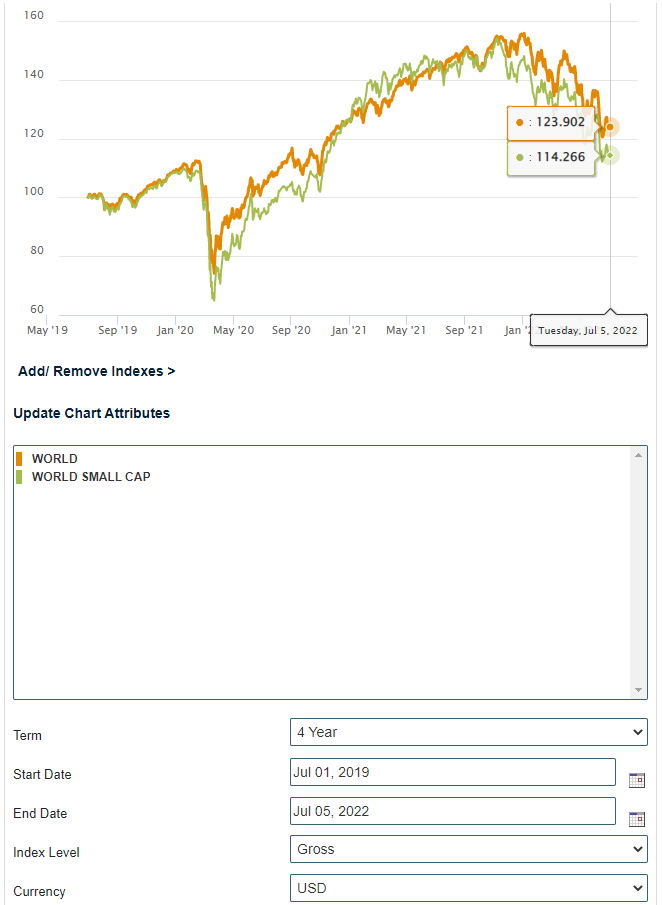 160
140
120
100
80
60
: 123.902
: 114.266
May '19 Sep '19 Jan '20 May '20 Sep '20 Jan '21 May '21 Sep '21 Jan '2
Tuesday, Jul 5, 2022
Add/ Remove Indexes >
Update Chart Attributes
WORLD
WORLD SMALL CAP
Term 4 Year
Start Date Jul 01, 2019
End Date Jul 05, 2022
Index Level Gross
Currency USD